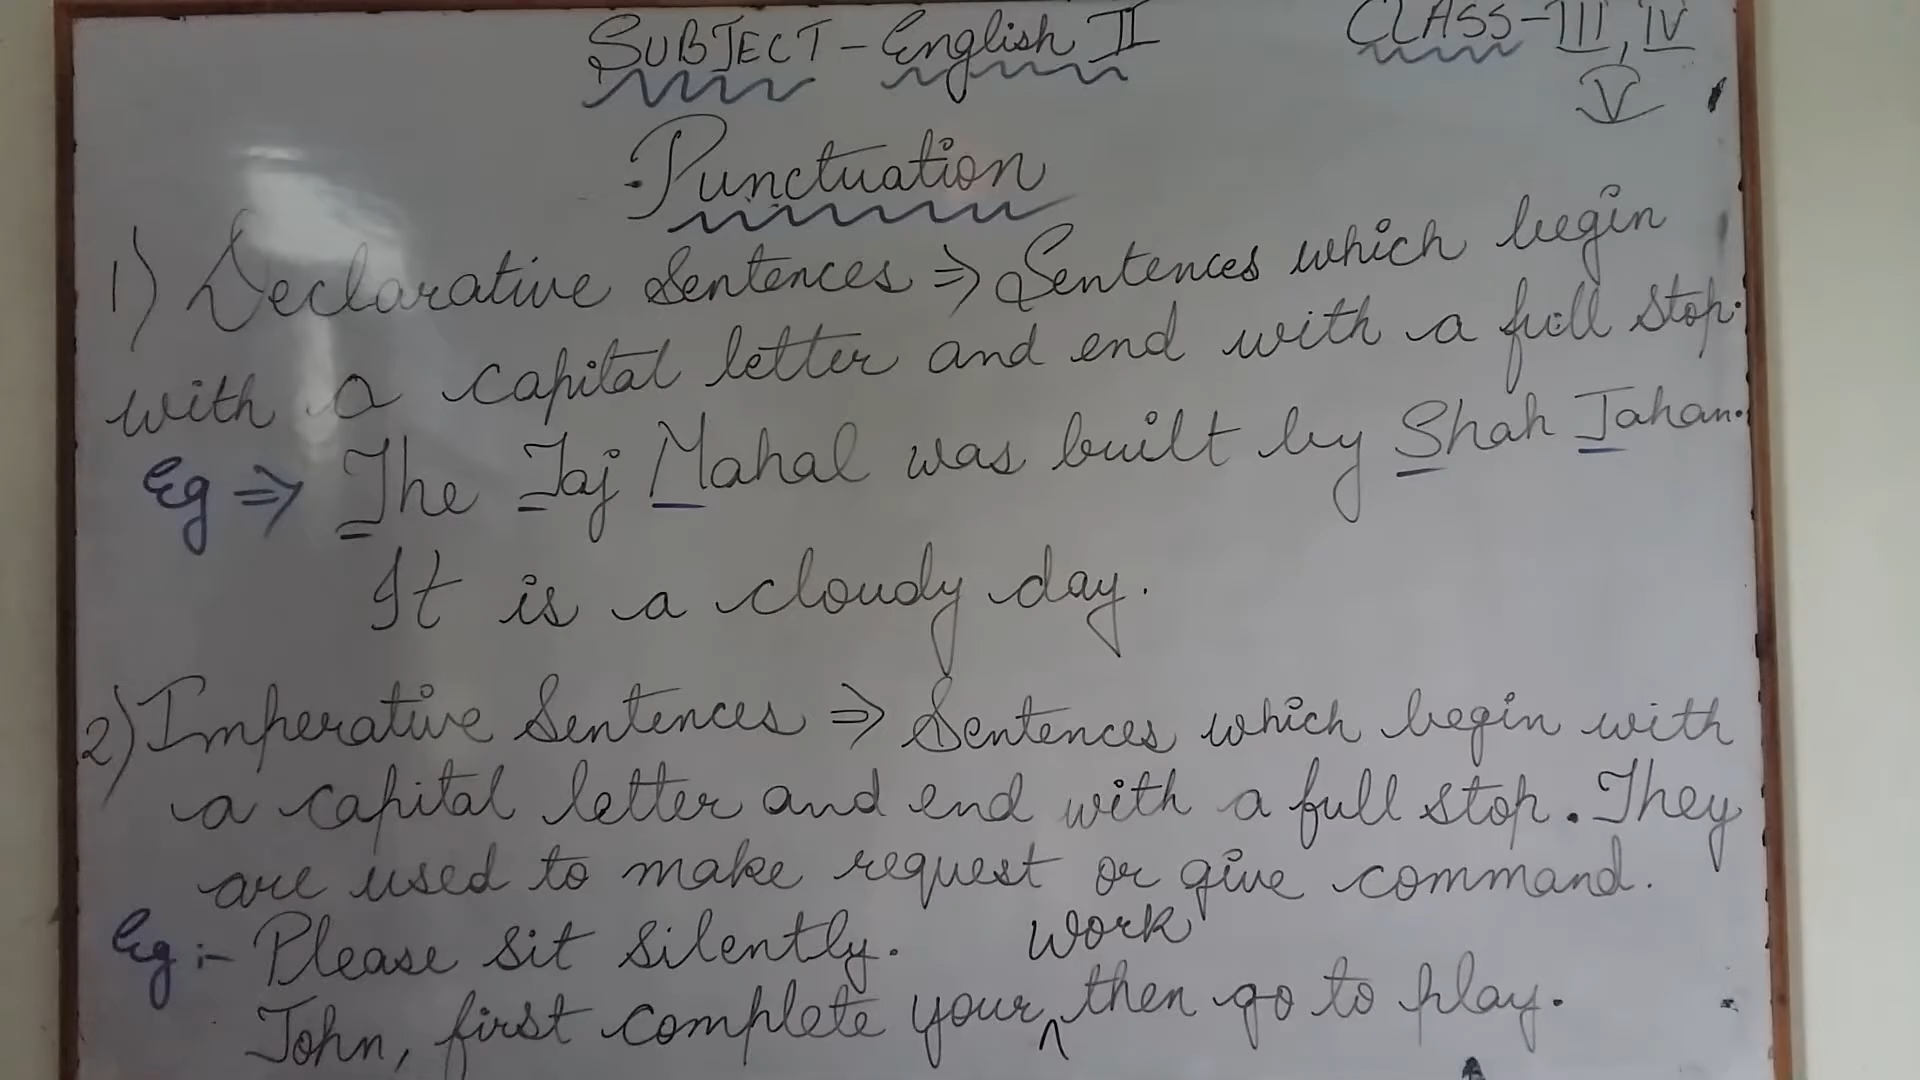 SUBJECT - English II CLASS - III, IV
V
Punctuation
1) Declarative Sentences ⇒ Sentences which begin
with a capital letter and end with a full stop.
Eg ⇒ The Taj Mahal was built by Shah Jahan.
It is a cloudy day.
2) Imperative Sentences ⇒ Sentences which begin with
a capital letter and end with a full stop. They
are used to make request or give command.
Eg :- Please sit silently. work
John, first complete your ^ then go to play.